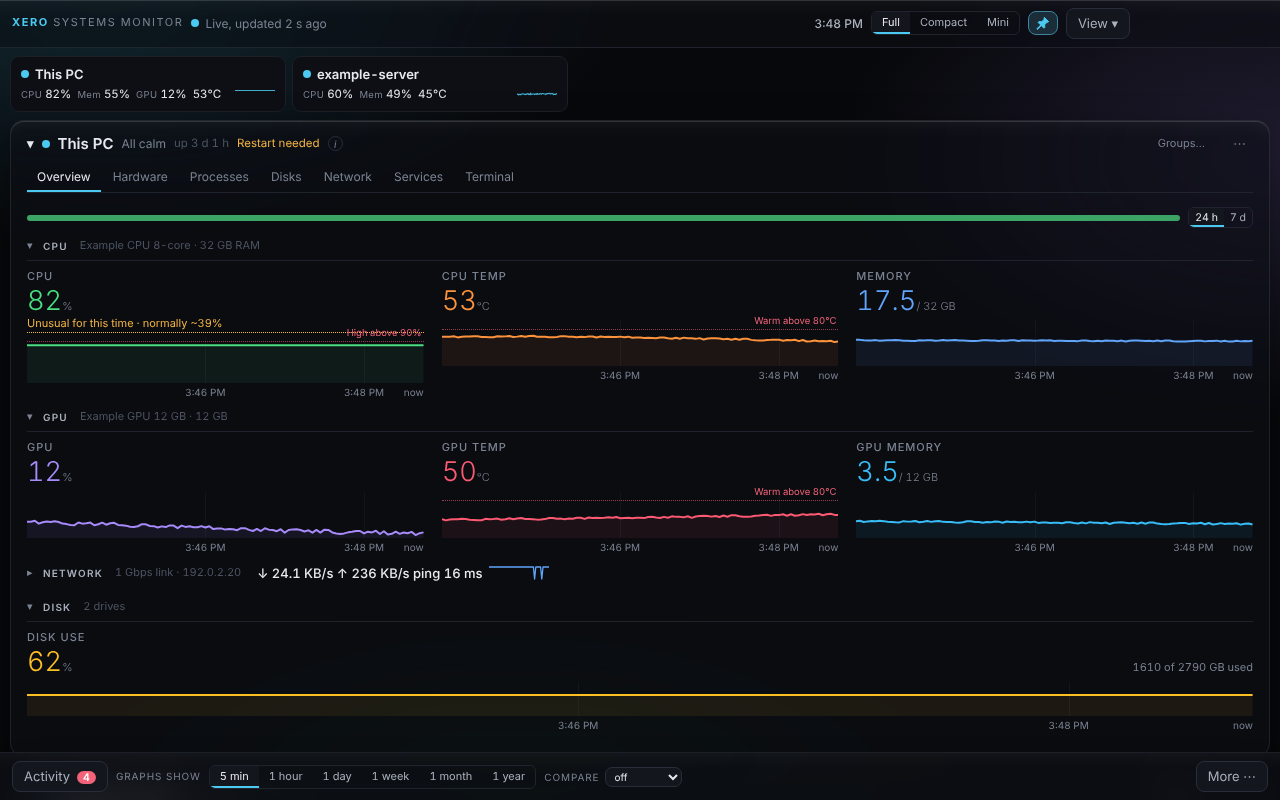 XERO SYSTEMS MONITOR Live, updated 2 s ago 3:48 PM Full Compact Mini View ▾
This PC
CPU 82% Mem 55% GPU 12% 53°C
example-server
CPU 60% Mem 49% 45°C
▾ This PC All calm up 3 d 1 h Restart needed i Groups... ⋯
Overview Hardware Processes Disks Network Services Terminal
24 h 7 d
▾ CPU Example CPU 8-core · 32 GB RAM
CPU
82%
Unusual for this time · normally ~39%
High above 90%
3:46 PM 3:48 PM now
CPU TEMP
53°C
Warm above 80°C
3:46 PM 3:48 PM now
MEMORY
17.5 / 32 GB
3:46 PM 3:48 PM now
▾ GPU Example GPU 12 GB · 12 GB
GPU
12%
3:46 PM 3:48 PM now
GPU TEMP
50°C
Warm above 80°C
3:46 PM 3:48 PM now
GPU MEMORY
3.5 / 12 GB
3:46 PM 3:48 PM now
▸ NETWORK 1 Gbps link · 192.0.2.20 ↓ 24.1 KB/s ↑ 236 KB/s ping 16 ms
▾ DISK 2 drives
DISK USE
62%
1610 of 2790 GB used
3:46 PM 3:48 PM now
Activity 4 GRAPHS SHOW 5 min 1 hour 1 day 1 week 1 month 1 year COMPARE off More ⋯